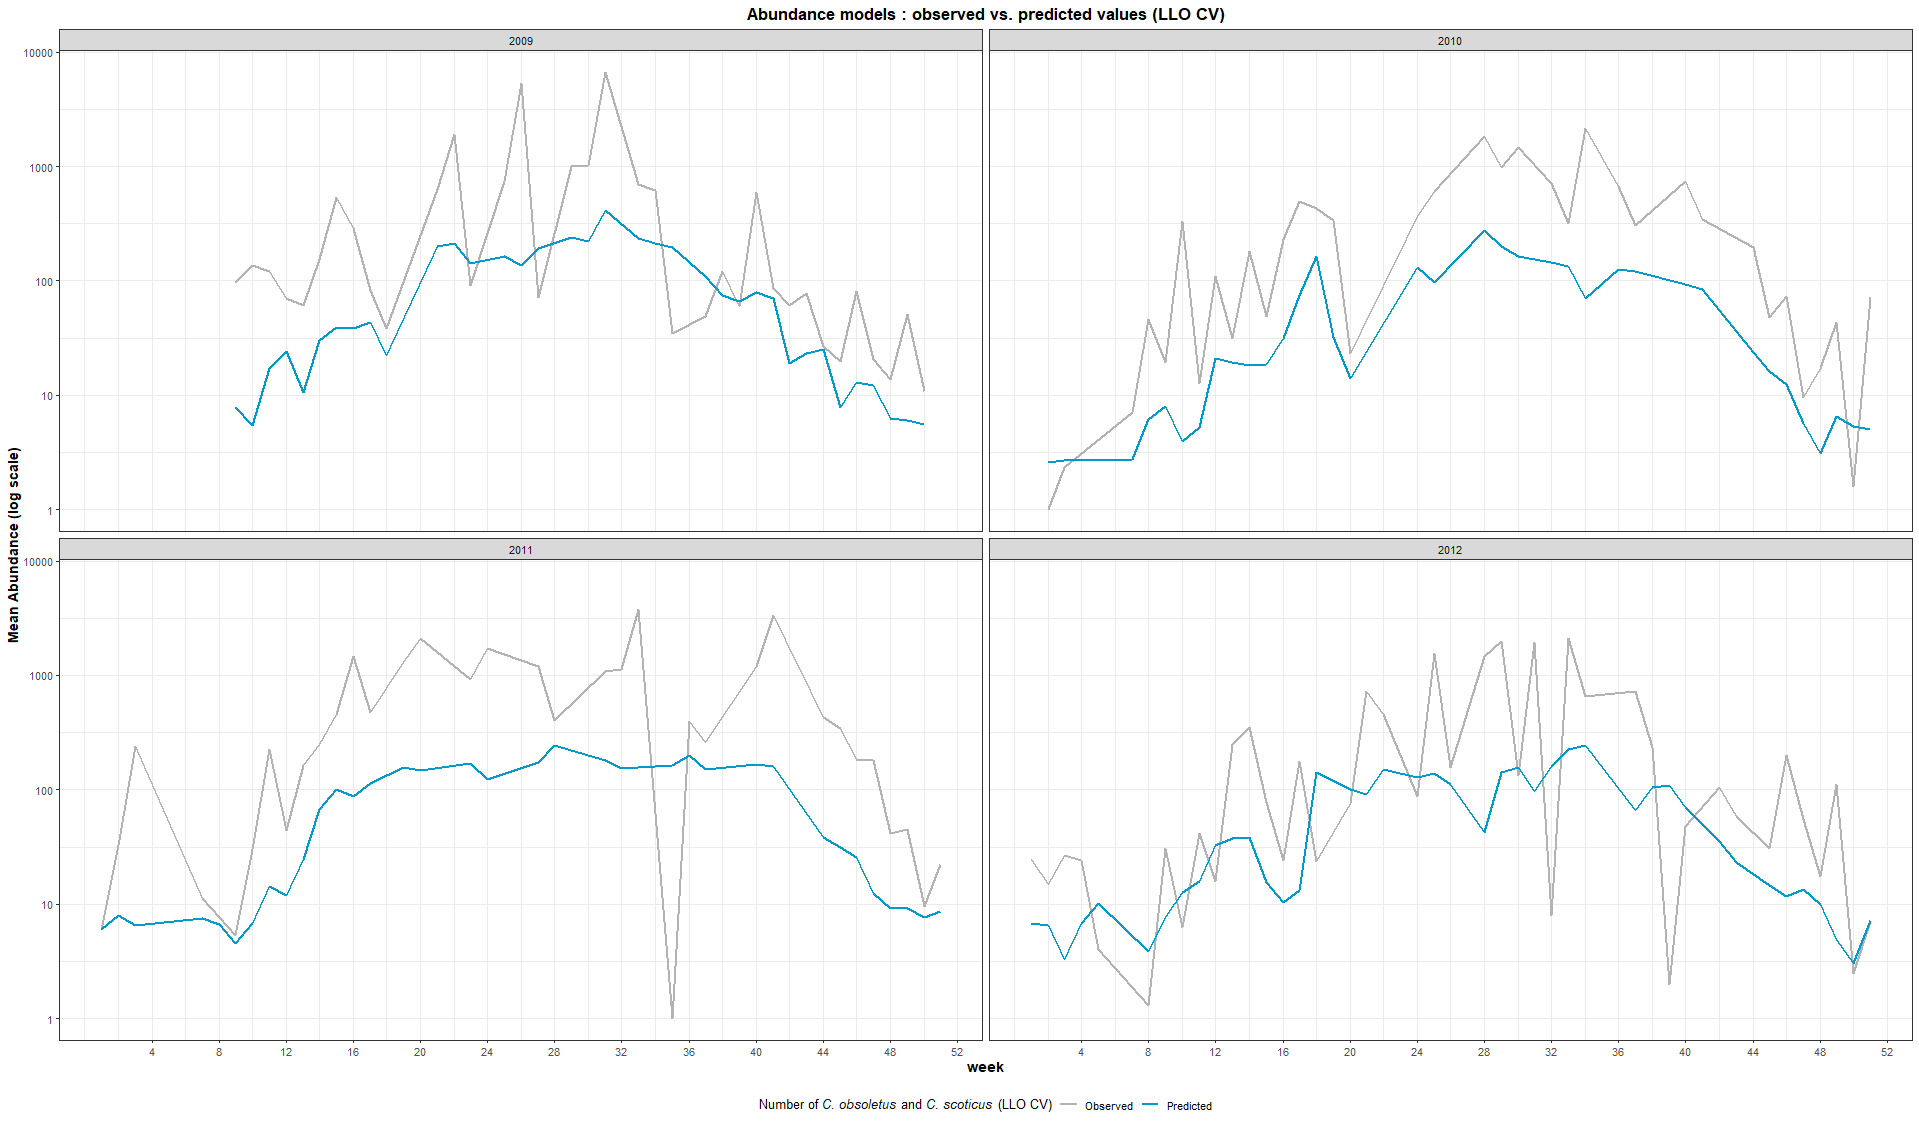 Abundance models : observed vs. predicted values (LLO CV)
2009
2010
10000
1000
100
10
1
Mean Abundance (log scale)
2011
2012
10000
1000
100
10
1
4 8 12 16 20 24 28 32 36 40 44 48 52
4 8 12 16 20 24 28 32 36 40 44 48 52
week
Number of C. obsoletus and C. scoticus (LLO CV) Observed Predicted